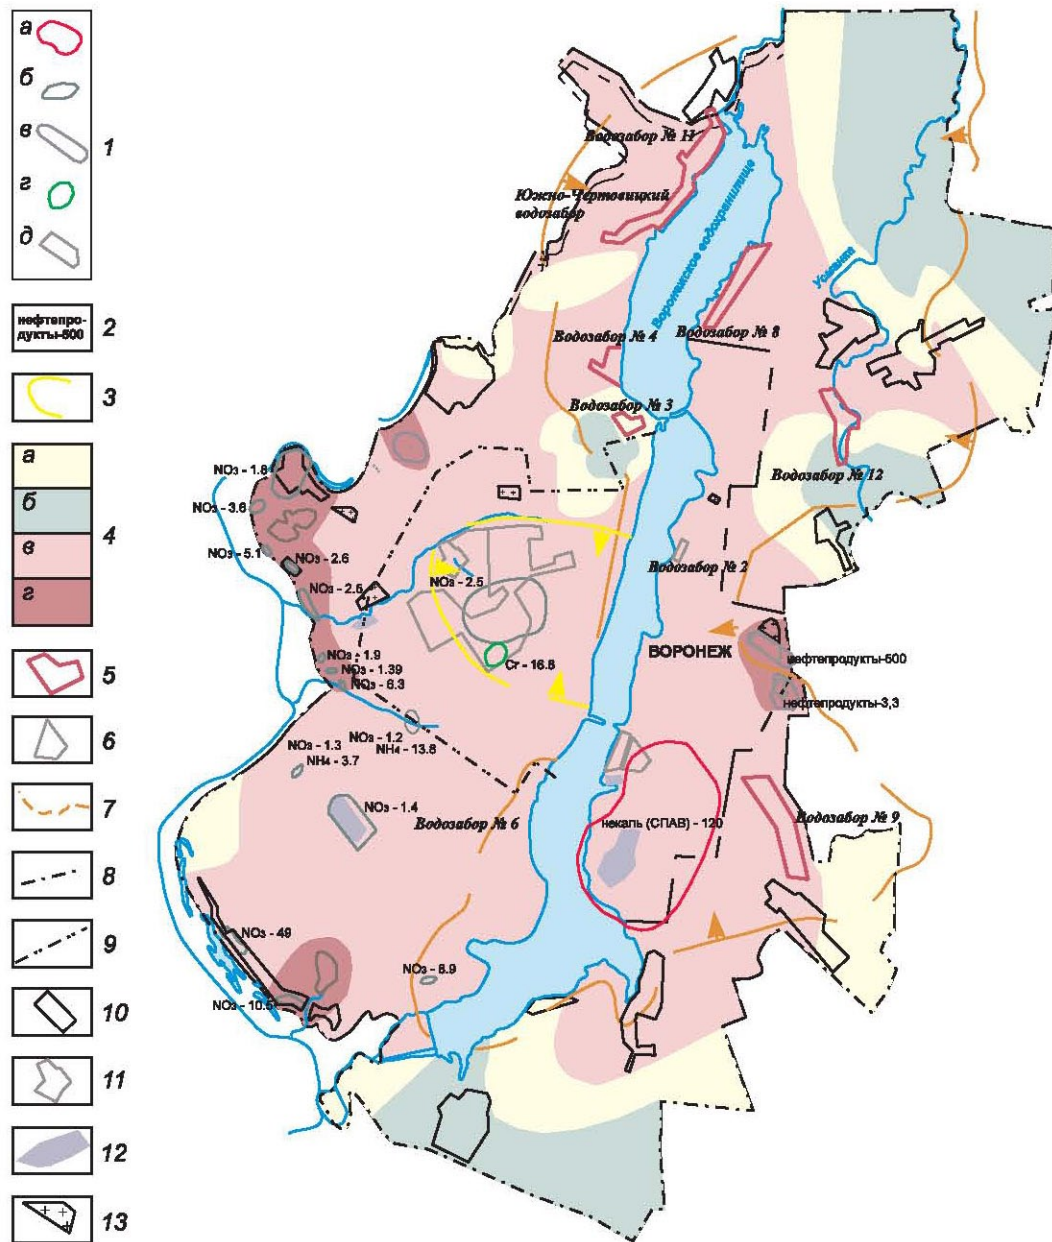 а
б
в
г
д
1
нефтепро-
дукты-500
2
3
а
б
в
г
4
5
6
7
8
9
10
11
12
13
Водозабор № 11
Южно-Чертовицкий
водозабор
Воронежское водохранилище
Усманка
Водозабор № 4
Водозабор № 8
Водозабор № 3
Водозабор № 12
NO₃ - 1.8
NO₃ - 3.6
NO₃ - 5.1
NO₃ - 2.6
NO₃ - 2.5
NO₃ - 2.5
Водозабор № 2
ВОРОНЕЖ
NO₃ - 1.9
NO₃ - 1.39
NO₃ - 6.3
Cr - 16.8
нефтепродукты-500
нефтепродукты-3,3
NO₃ - 1.2
NH₄ - 13.8
NO₃ - 1.3
NH₄ - 3.7
NO₃ - 1.4
Водозабор № 6
некаль (СПАВ) - 120
Водозабор № 9
NO₃ - 49
NO₃ - 8.9
NO₃ - 10.5